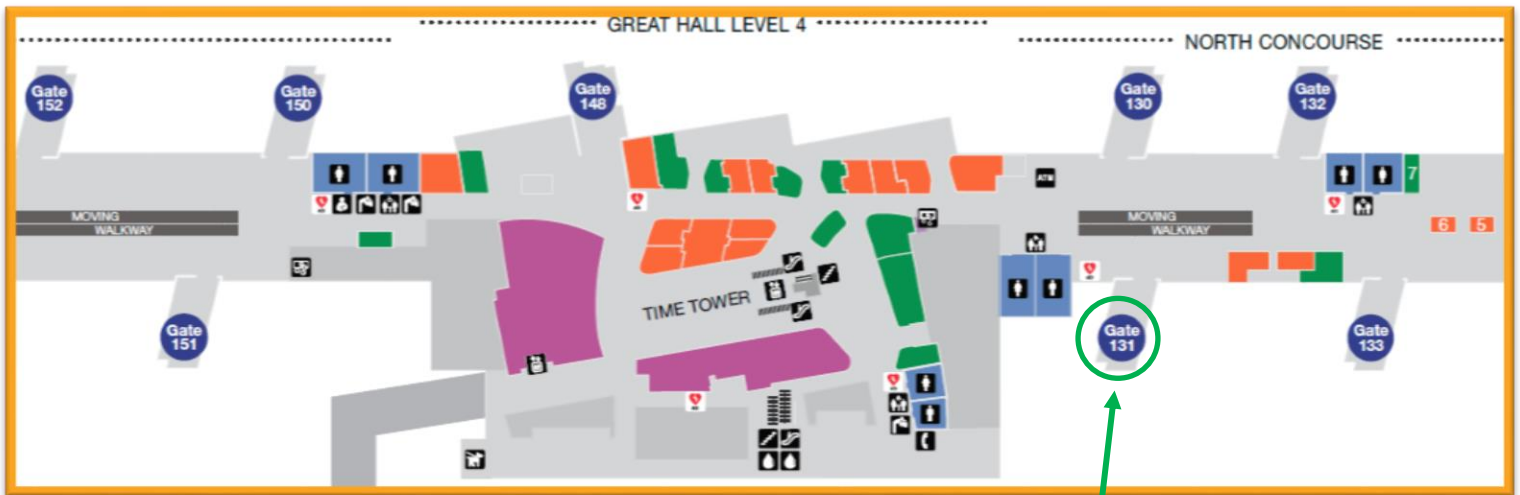 GREAT HALL LEVEL 4
NORTH CONCOURSE
Gate
152
Gate
150
Gate
148
Gate
130
Gate
132
ATM
7
MOVING
WALKWAY
MOVING
WALKWAY
6
5
TIME TOWER
Gate
151
Gate
131
Gate
133